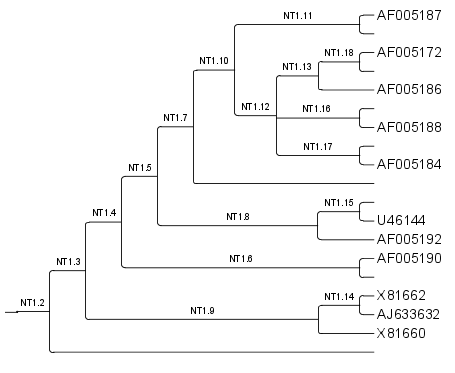 NT1.11 AF005187
NT1.18 AF005172
NT1.10 NT1.13
AF005186
NT1.12 NT1.16
NT1.7 AF005188
NT1.17
AF005184
NT1.5
NT1.15
NT1.4 NT1.8 U46144
AF005192
NT1.3 NT1.6 AF005190
NT1.2 NT1.14 X81662
NT1.9 AJ633632
X81660